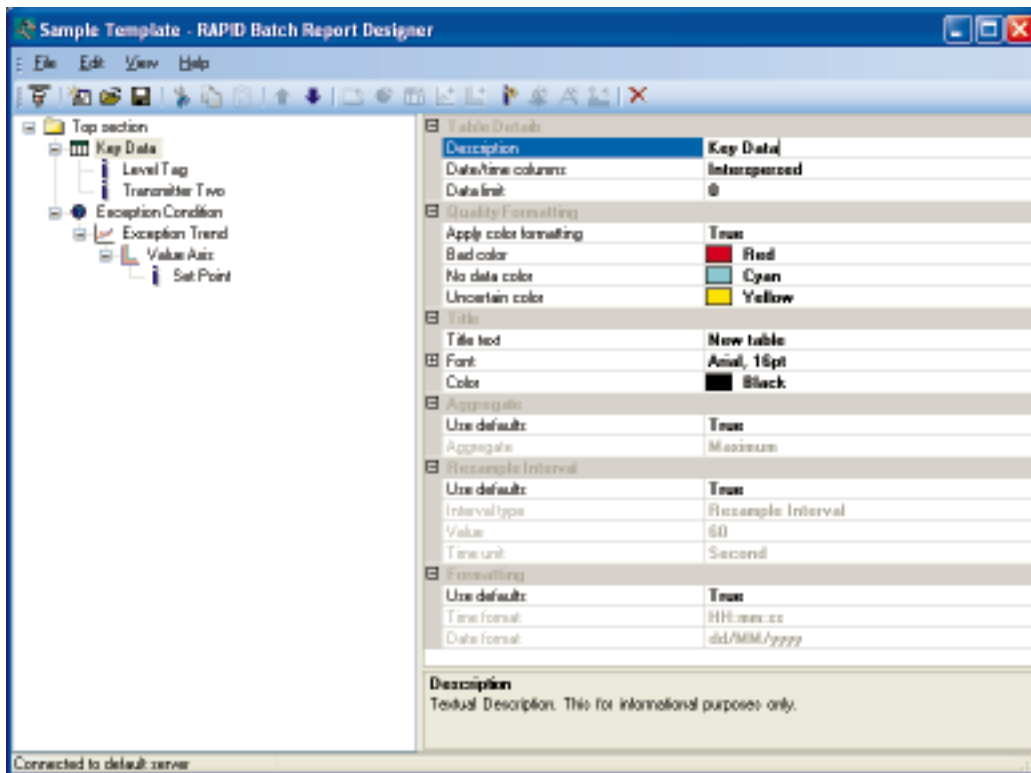 Sample Template - RAPID Batch Report Designer
File Edit View Help
Top section
Key Data
Level Tag
Transmitter Two
Exception Condition
Exception Trend
Value Axis
Set Point
Table Details
Description Key Data
Date/time columns Interspersed
Data limit 0
Quality Formatting
Apply color formatting True
Bad color Red
No data color Cyan
Uncertain color Yellow
Title
Title text New table
Font Arial, 16pt
Color Black
Aggregate
Use defaults True
Aggregate Maximum
Resample Interval
Use defaults True
Interval type Resample Interval
Value 60
Time unit Second
Formatting
Use defaults True
Time format HH:mm:ss
Date format dd/MM/yyyy
Description
Textual Description. This for informational purposes only.
Connected to default server